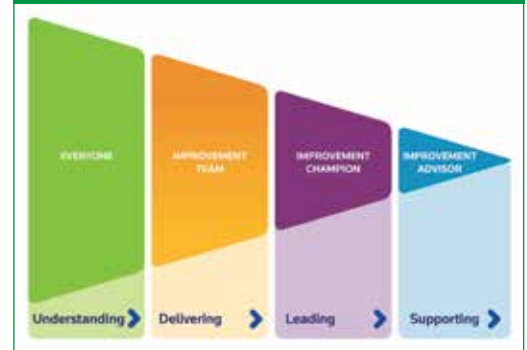 EVERYONE
IMPROVEMENT
TEAM
IMPROVEMENT
CHAMPION
IMPROVEMENT
ADVISOR
Understanding
Delivering
Leading
Supporting